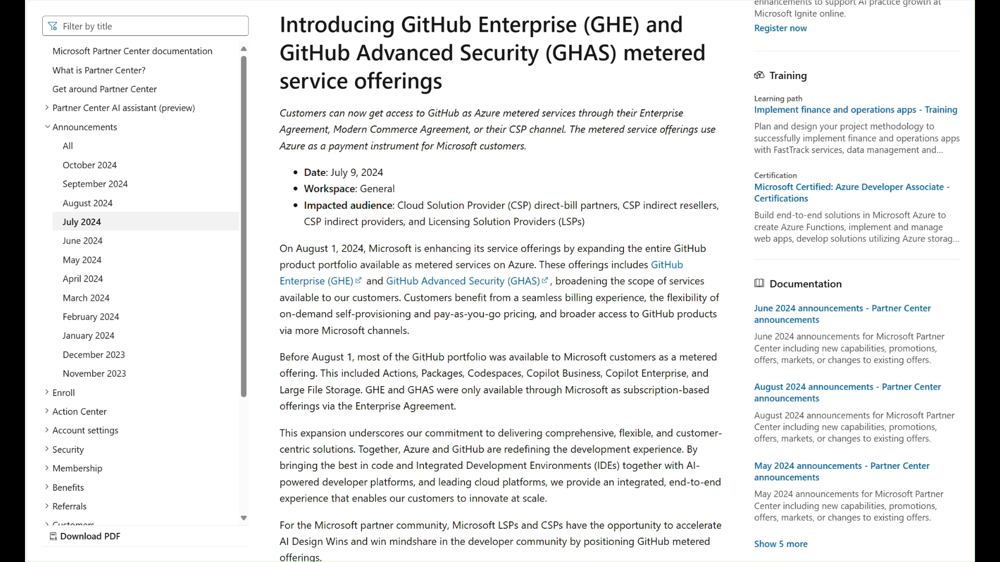 Filter by title
Microsoft Partner Center documentation
What is Partner Center?
Get around Partner Center
Partner Center AI assistant (preview)
Announcements
All
October 2024
September 2024
August 2024
July 2024
June 2024
May 2024
April 2024
March 2024
February 2024
January 2024
December 2023
November 2023
Enroll
Action Center
Account settings
Security
Membership
Benefits
Referrals
Customers
Download PDF
Introducing GitHub Enterprise (GHE) and
GitHub Advanced Security (GHAS) metered
service offerings
Customers can now get access to GitHub as Azure metered services through their Enterprise
Agreement, Modern Commerce Agreement, or their CSP channel. The metered service offerings use
Azure as a payment instrument for Microsoft customers.
• Date: July 9, 2024
• Workspace: General
• Impacted audience: Cloud Solution Provider (CSP) direct-bill partners, CSP indirect resellers,
CSP indirect providers, and Licensing Solution Providers (LSPs)
On August 1, 2024, Microsoft is enhancing its service offerings by expanding the entire GitHub
product portfolio available as metered services on Azure. These offerings includes GitHub
Enterprise (GHE) and GitHub Advanced Security (GHAS), broadening the scope of services
available to our customers. Customers benefit from a seamless billing experience, the flexibility of
on-demand self-provisioning and pay-as-you-go pricing, and broader access to GitHub products
via more Microsoft channels.
Before August 1, most of the GitHub portfolio was available to Microsoft customers as a metered
offering. This included Actions, Packages, Codespaces, Copilot Business, Copilot Enterprise, and
Large File Storage. GHE and GHAS were only available through Microsoft as subscription-based
offerings via the Enterprise Agreement.
This expansion underscores our commitment to delivering comprehensive, flexible, and customer-
centric solutions. Together, Azure and GitHub are redefining the development experience. By
bringing the best in code and Integrated Development Environments (IDEs) together with AI-
powered developer platforms, and leading cloud platforms, we provide an integrated, end-to-end
experience that enables our customers to innovate at scale.
For the Microsoft partner community, Microsoft LSPs and CSPs have the opportunity to accelerate
AI Design Wins and win mindshare in the developer community by positioning GitHub metered
offerings.
enhancements to support AI practice growth at
Microsoft Ignite online.
Register now
Training
Learning path
Implement finance and operations apps - Training
Plan and design your project methodology to
successfully implement finance and operations apps
with FastTrack services, data management and...
Certification
Microsoft Certified: Azure Developer Associate -
Certifications
Build end-to-end solutions in Microsoft Azure to
create Azure Functions, implement and manage
web apps, develop solutions utilizing Azure storag...
Documentation
June 2024 announcements - Partner Center
announcements
June 2024 announcements for Microsoft Partner
Center including new capabilities, promotions,
offers, markets, or changes to existing offers.
August 2024 announcements - Partner Center
announcements
August 2024 announcements for Microsoft Partner
Center including new capabilities, promotions,
offers, markets, or changes to existing offers.
May 2024 announcements - Partner Center
announcements
May 2024 announcements for Microsoft Partner
Center including new capabilities, promotions,
offers, markets, or changes to existing offers.
Show 5 more